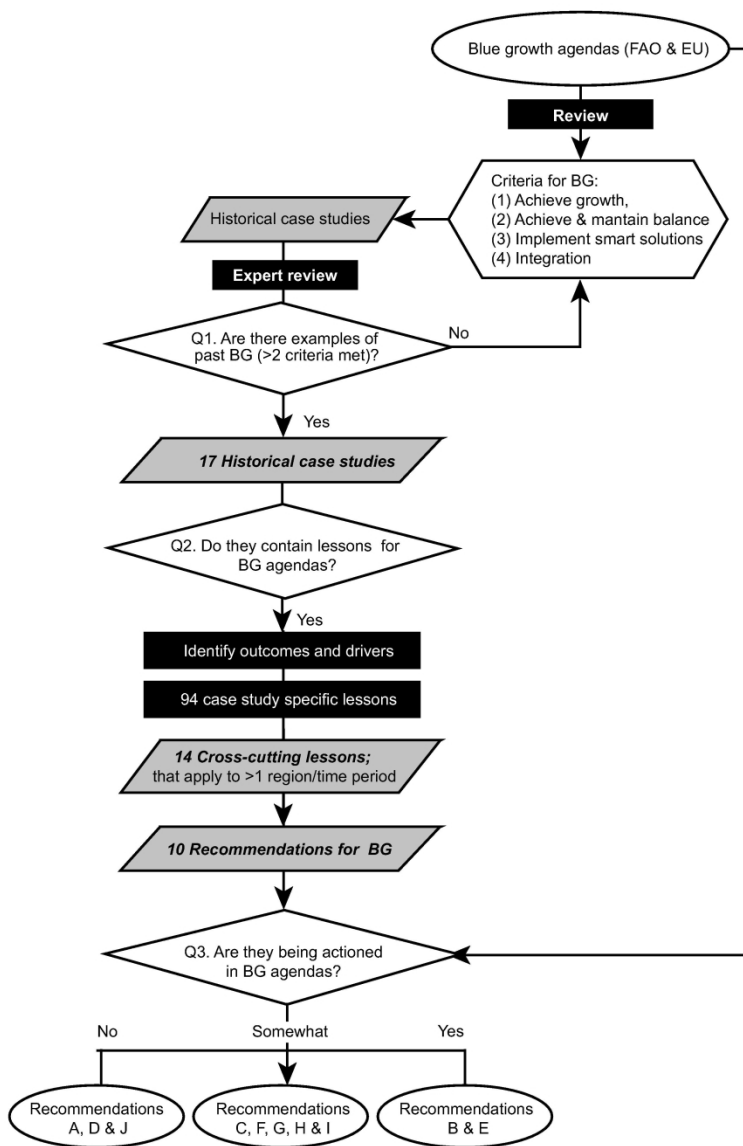 Blue growth agendas (FAO & EU)
Review
Criteria for BG:
(1) Achieve growth,
(2) Achieve & mantain balance
(3) Implement smart solutions
(4) Integration
Historical case studies
Expert review
Q1. Are there examples of
past BG (>2 criteria met)?
No
Yes
17 Historical case studies
Q2. Do they contain lessons for
BG agendas?
Yes
Identify outcomes and drivers
94 case study specific lessons
14 Cross-cutting lessons;
that apply to >1 region/time period
10 Recommendations for BG
Q3. Are they being actioned
in BG agendas?
No
Somewhat
Yes
Recommendations
A, D & J
Recommendations
C, F, G, H & I
Recommendations
B & E